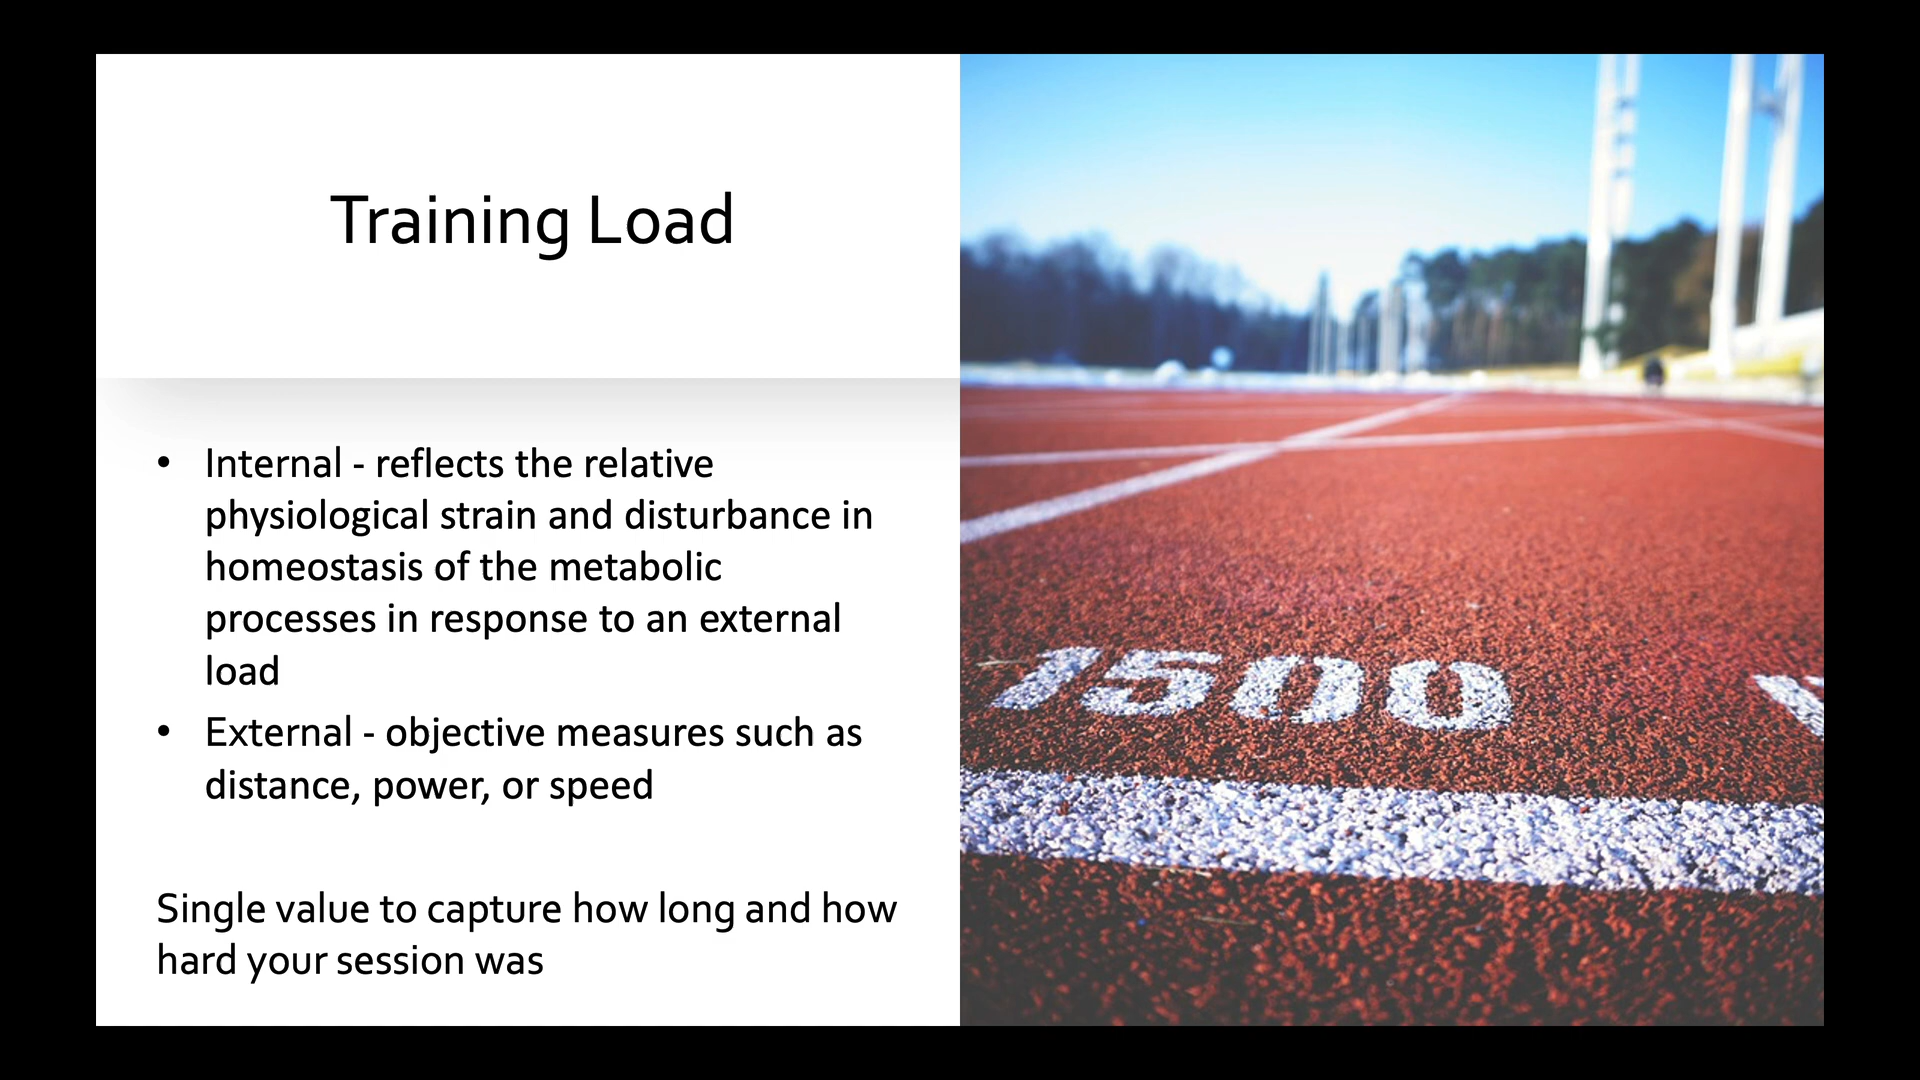 Training Load
• Internal - reflects the relative
physiological strain and disturbance in
homeostasis of the metabolic
processes in response to an external
load
• External - objective measures such as
distance, power, or speed
Single value to capture how long and how
hard your session was
1500